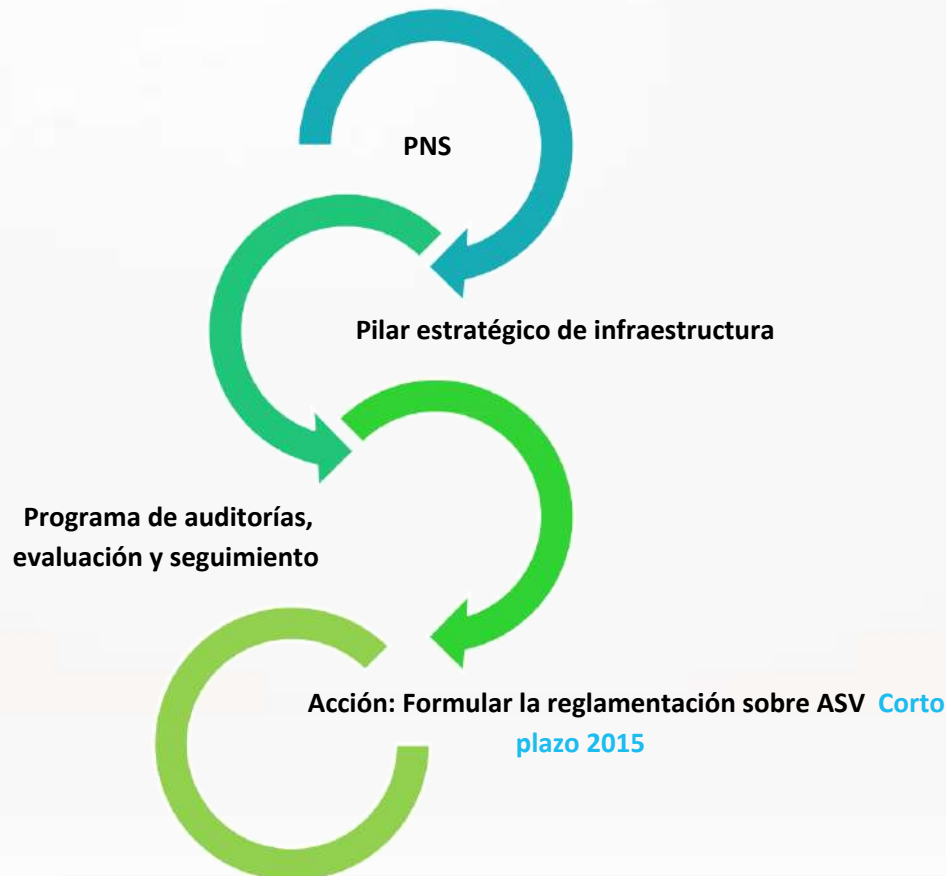 PNS
Pilar estratégico de infraestructura
Programa de auditorías,
evaluación y seguimiento
Acción: Formular la reglamentación sobre ASV Corto
plazo 2015